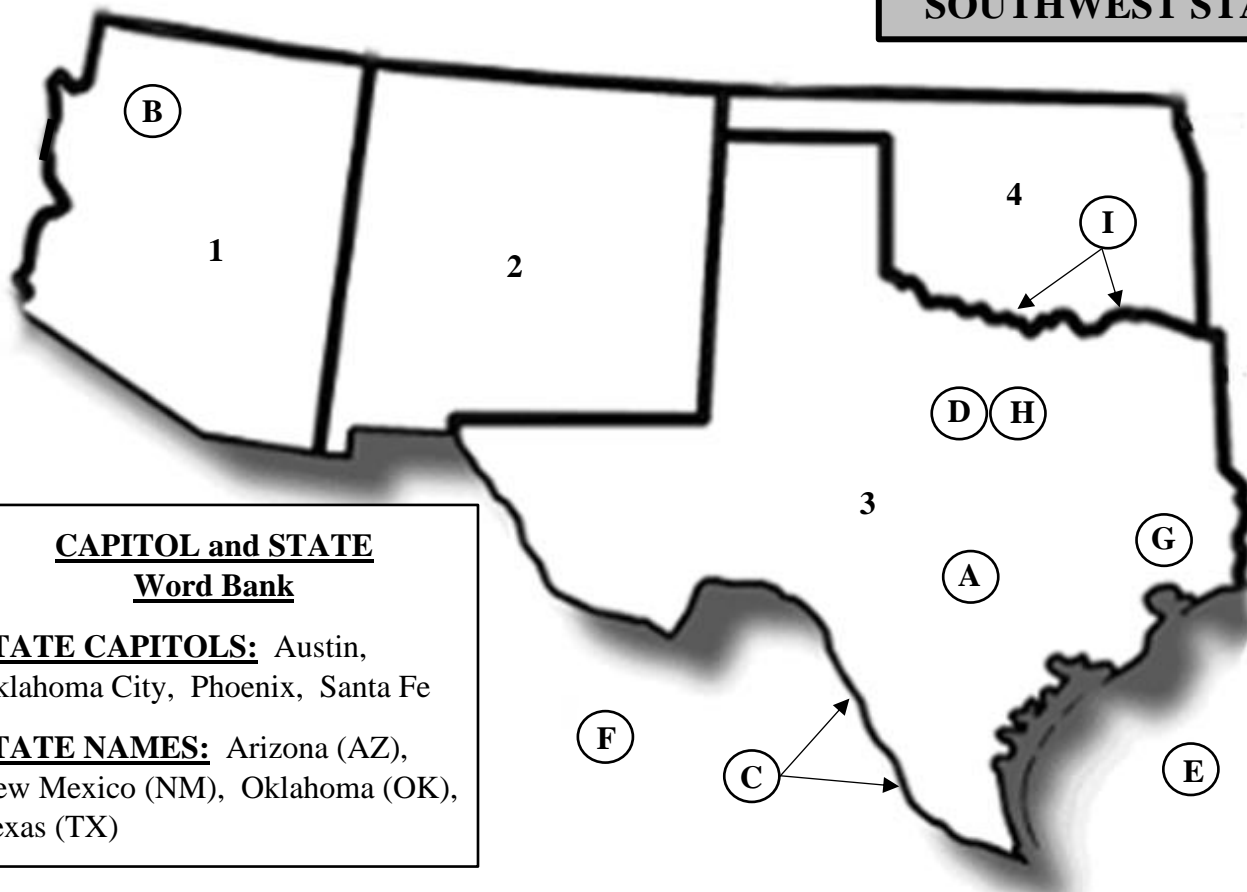 SOUTHWEST STA
B
4
I
1
2
D H
3
G
A
F
C
E
CAPITOL and STATE
Word Bank
TATE CAPITOLS: Austin,
klahoma City, Phoenix, Santa Fe
TATE NAMES: Arizona (AZ),
ew Mexico (NM), Oklahoma (OK),
exas (TX)